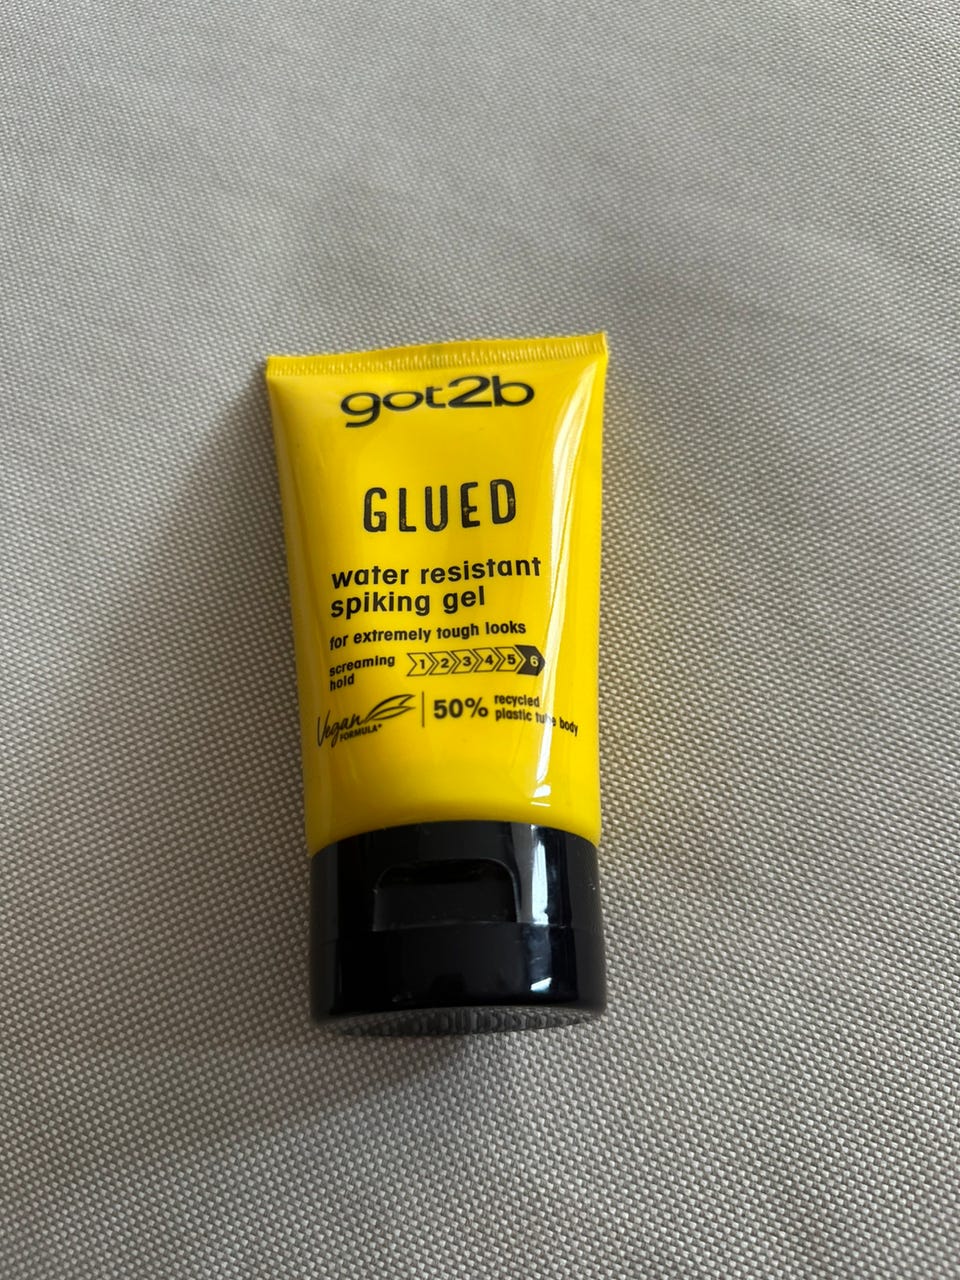 got2b
GLUED
water resistant
spiking gel
for extremely tough looks
screaming
hold
1 2 3 4 5 6
Vegan
FORMULA*
50%
recycled
plastic tube body